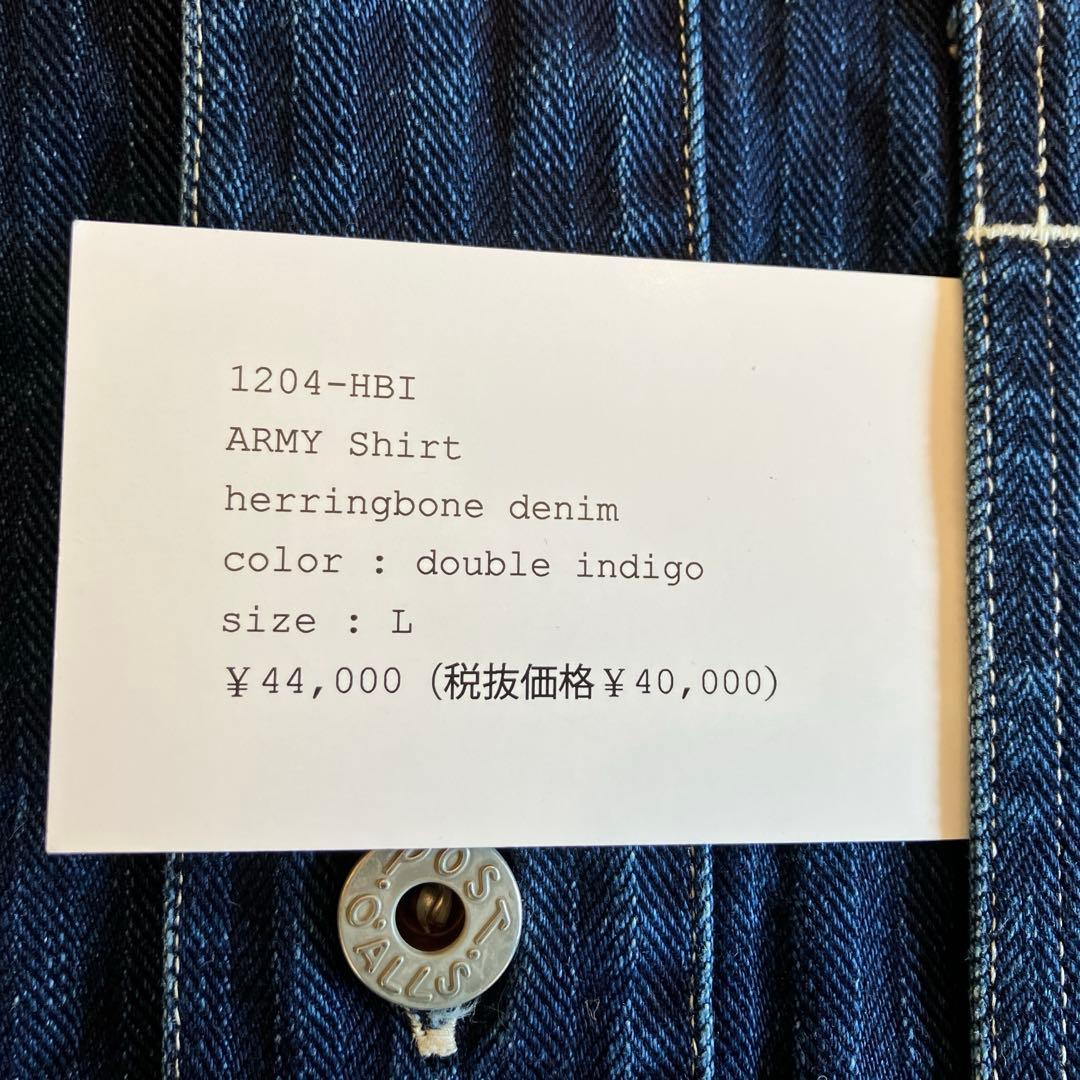 1204-HBI
ARMY Shirt
herringbone denim
color : double indigo
size : L
￥44,000 (税抜価格￥40,000)
POST.
O'ALLS.